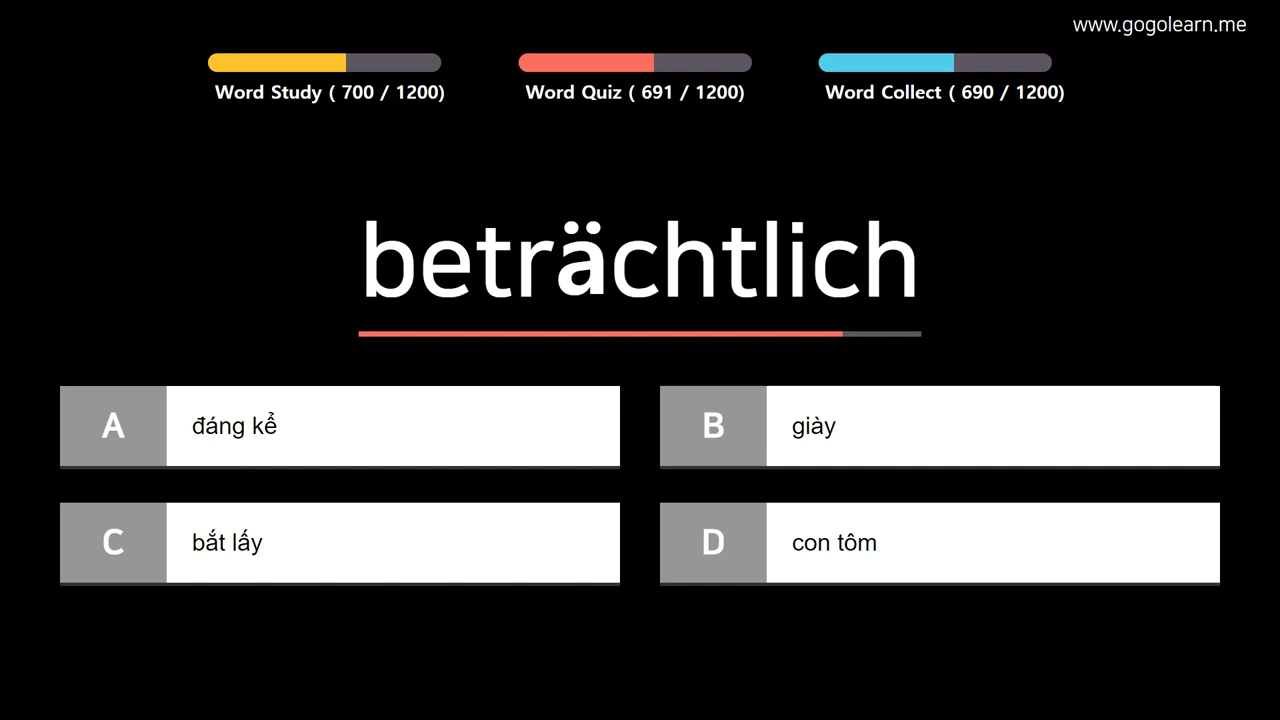 www.gogolearn.me
Word Study ( 700 / 1200)
Word Quiz ( 691 / 1200)
Word Collect ( 690 / 1200)
beträchtlich
A đáng kể
B giày
C bắt lấy
D con tôm